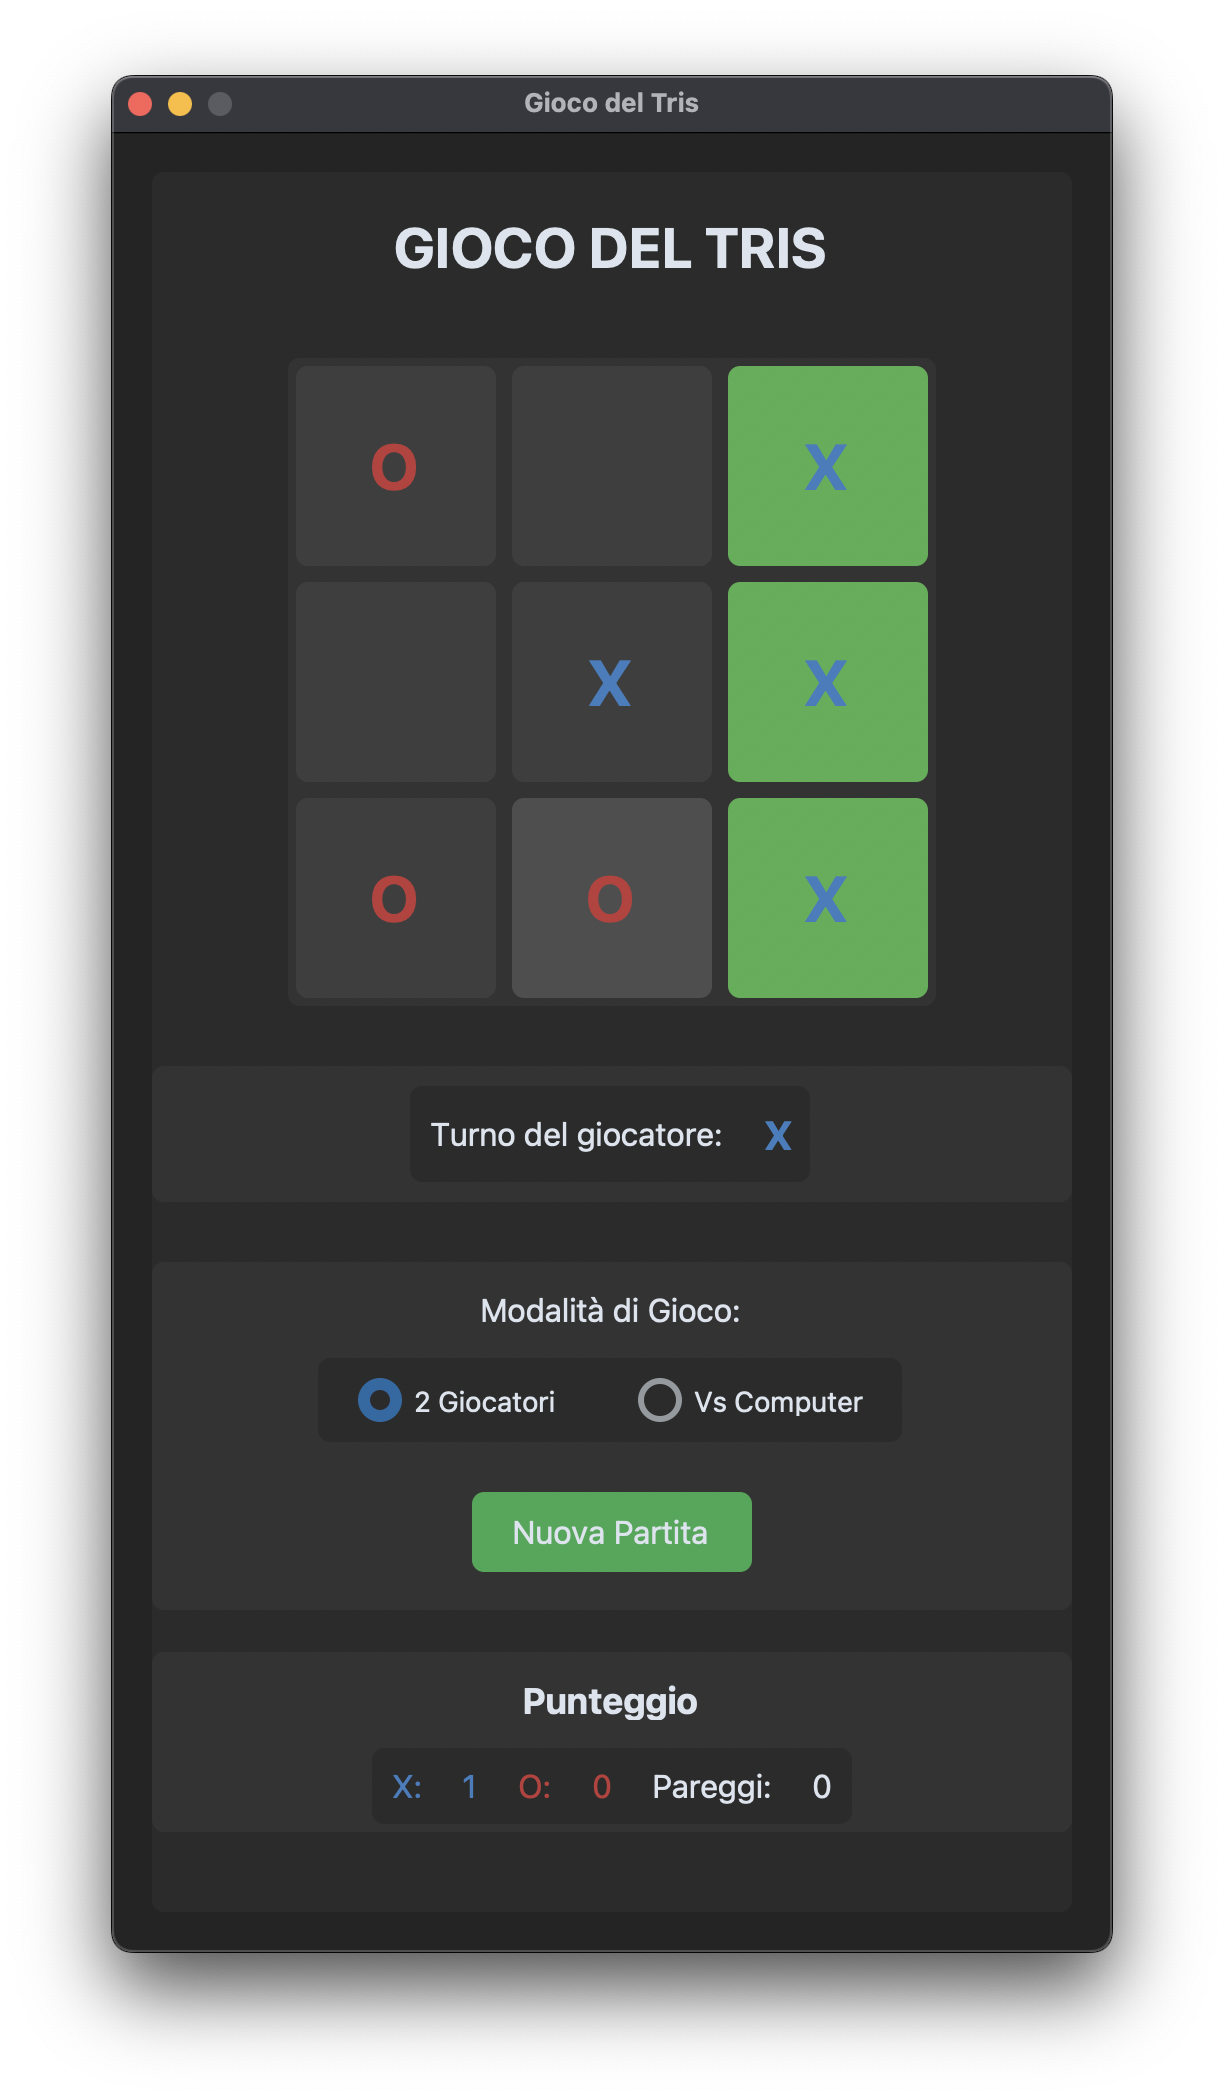 Gioco del Tris
GIOCO DEL TRIS
O X
X X
O O X
Turno del giocatore: X
Modalità di Gioco:
2 Giocatori Vs Computer
Nuova Partita
Punteggio
X: 1 O: 0 Pareggi: 0